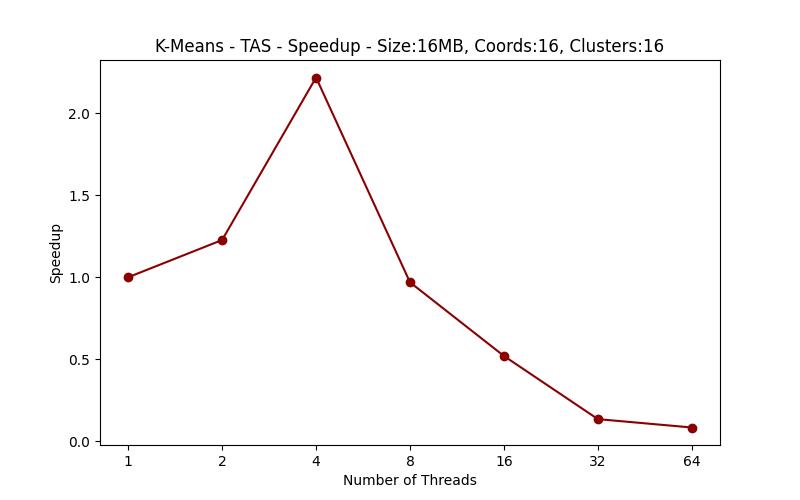 K-Means - TAS - Speedup - Size:16MB, Coords:16, Clusters:16
Speedup
2.0
1.5
1.0
0.5
0.0
1 2 4 8 16 32 64
Number of Threads